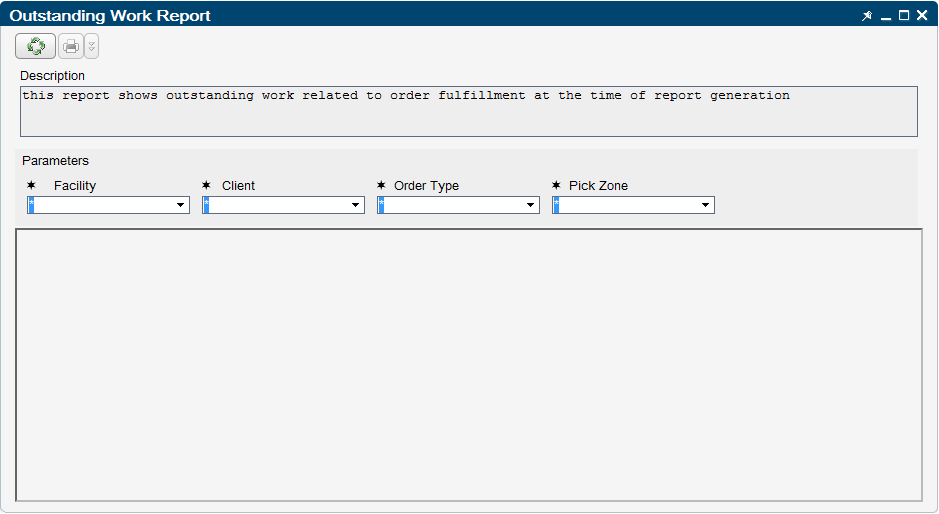 Outstanding Work Report
Description
this report shows outstanding work related to order fulfillment at the time of report generation
Parameters
✶ Facility ✶ Client ✶ Order Type ✶ Pick Zone
* * * *